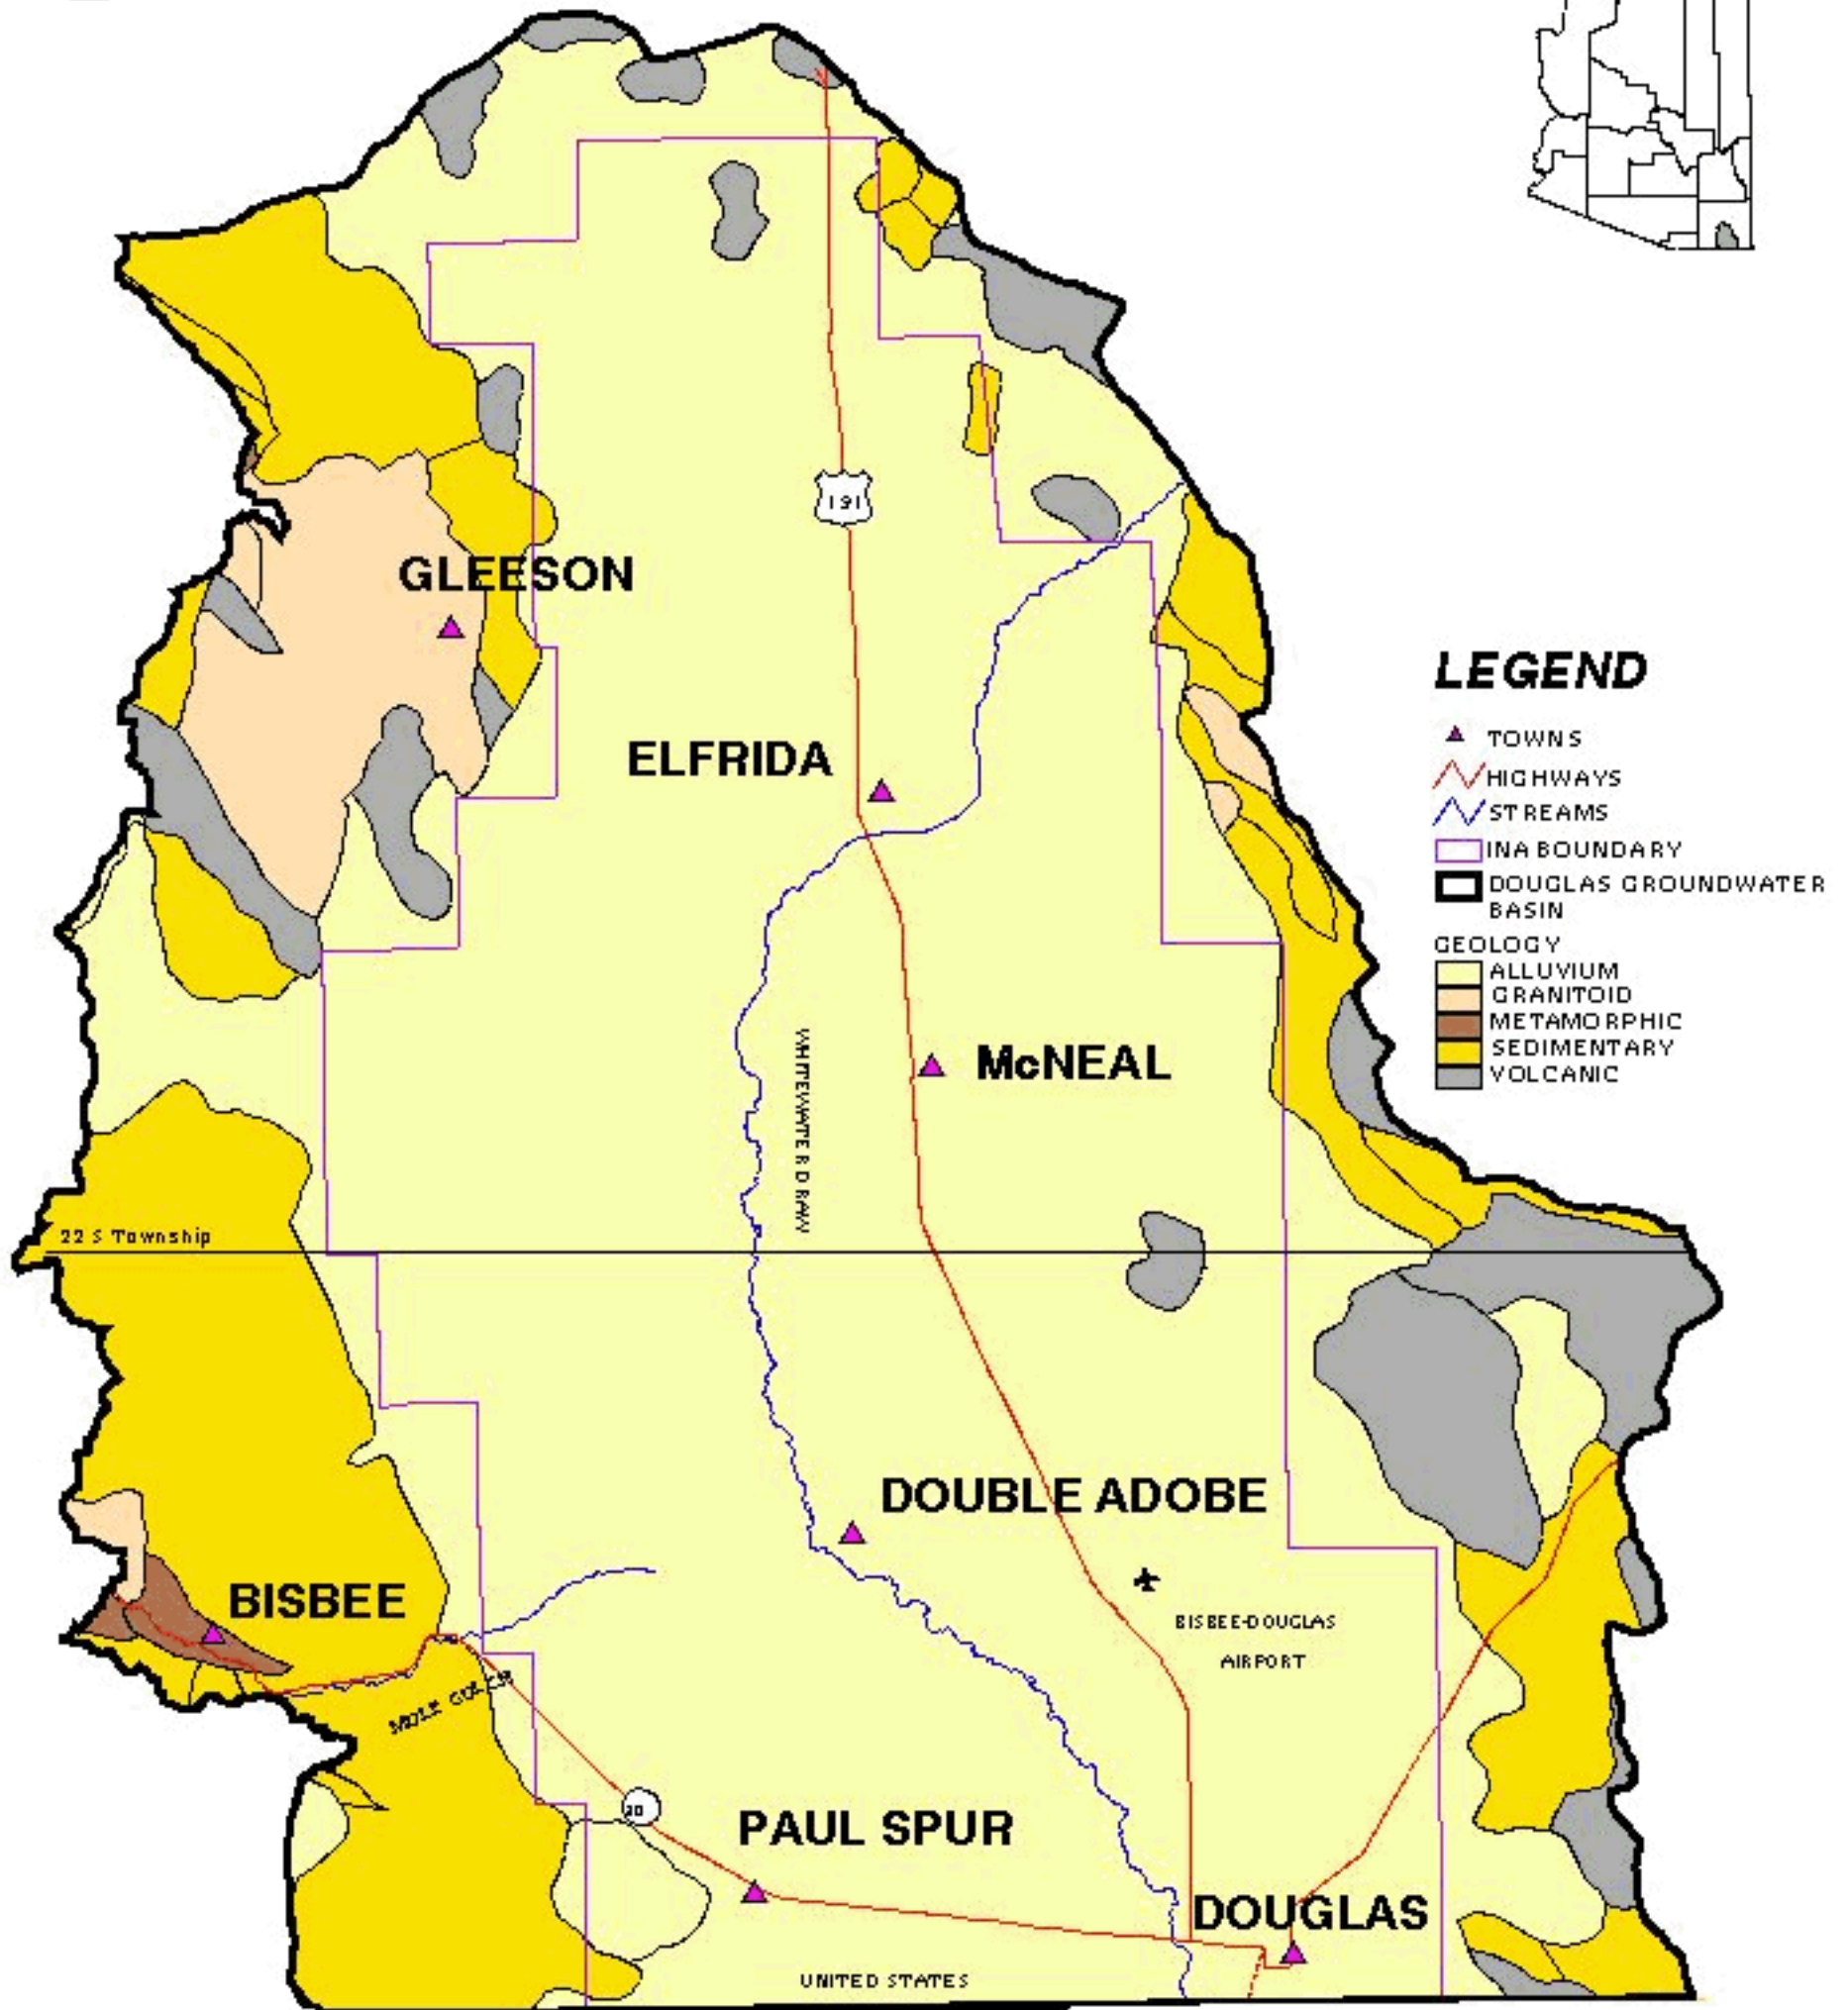 191
GLEESON
ELFRIDA
McNEAL
WHITEWATER DRAW
22 S Township
DOUBLE ADOBE
BISBEE
BISBEE-DOUGLAS
AIRPORT
MULE GULCH
PAUL SPUR
DOUGLAS
UNITED STATES
LEGEND
TOWNS
HIGHWAYS
STREAMS
INA BOUNDARY
DOUGLAS GROUNDWATER
BASIN
GEOLOGY
ALLUVIUM
GRANITOID
METAMORPHIC
SEDIMENTARY
VOLCANIC